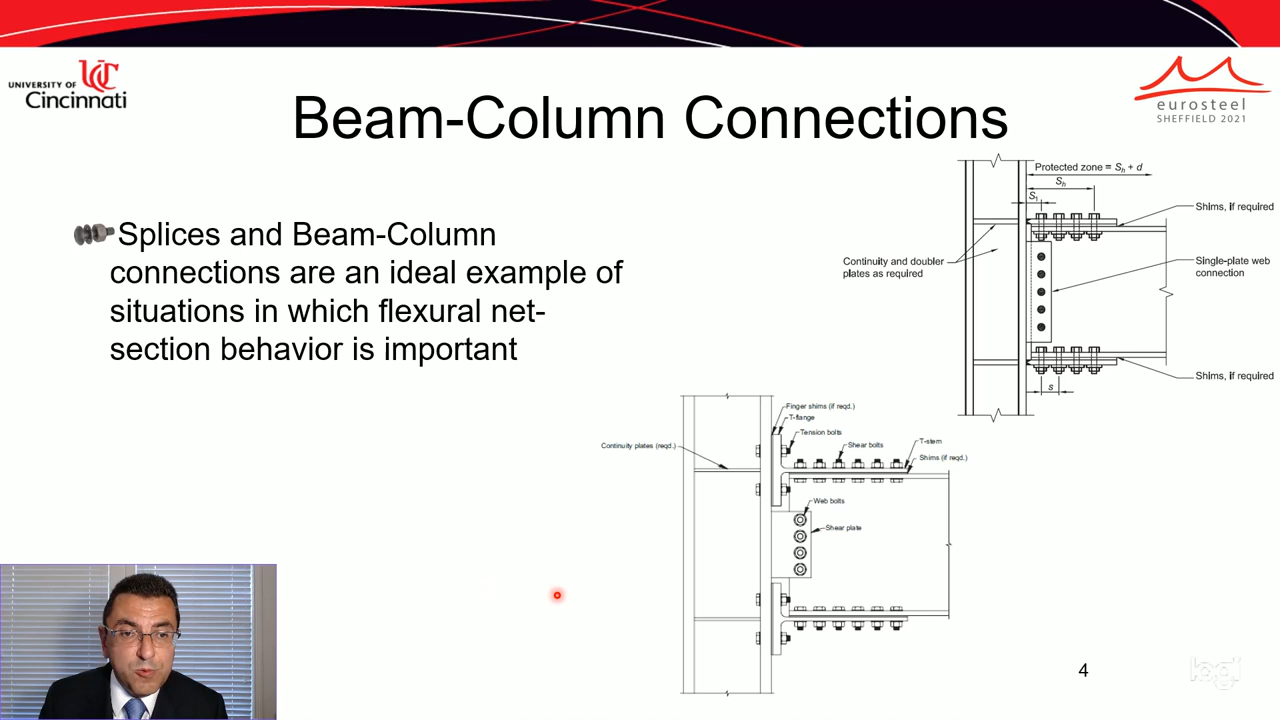 UNIVERSITY OF
Cincinnati
eurosteel
SHEFFIELD 2021
Beam-Column Connections
Splices and Beam-Column
connections are an ideal example of
situations in which flexural net-
section behavior is important
Protected zone = Sh + d
Sh
S1
Shims, if required
Continuity and doubler
plates as required
Single-plate web
connection
Shims, if required
s
Finger shims (if reqd.)
T-flange
Tension bolts
Continuity plates (reqd.)
Shear bolts
T-stem
Shims (if reqd.)
Web bolts
Shear plate
4